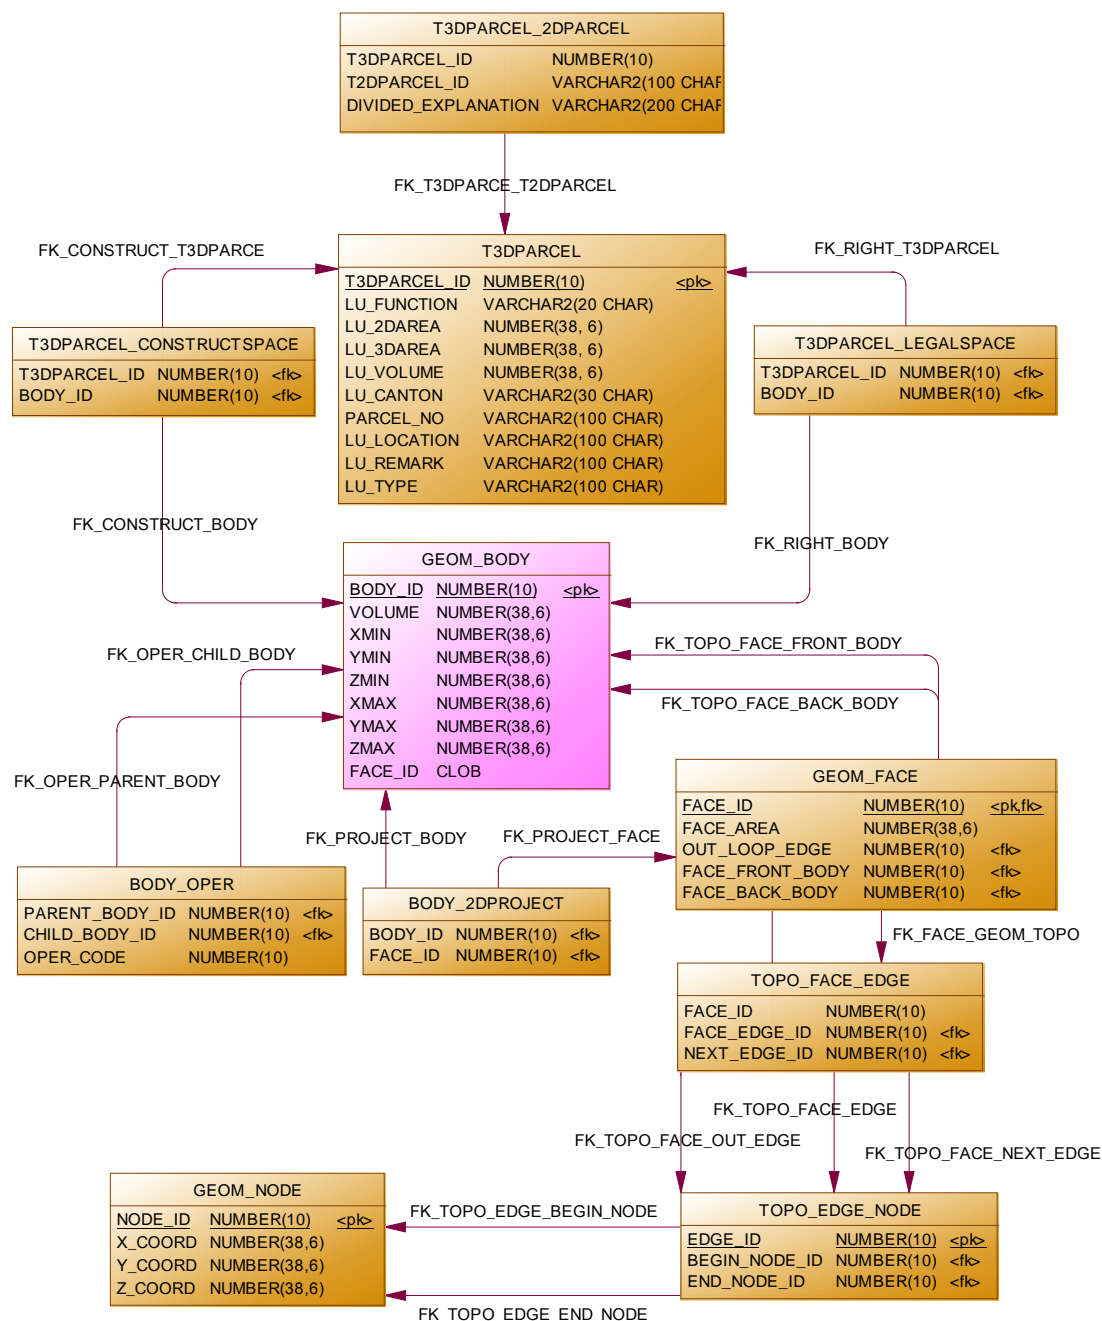 T3DPARCEL_2DPARCEL
T3DPARCEL_ID NUMBER(10)
T2DPARCEL_ID VARCHAR2(100 CHAR
DIVIDED_EXPLANATION VARCHAR2(200 CHAR
FK_T3DPARCE_T2DPARCEL
FK_CONSTRUCT_T3DPARCE
FK_RIGHT_T3DPARCEL
T3DPARCEL
T3DPARCEL_ID NUMBER(10) <pk>
LU_FUNCTION VARCHAR2(20 CHAR)
LU_2DAREA NUMBER(38, 6)
LU_3DAREA NUMBER(38, 6)
LU_VOLUME NUMBER(38, 6)
LU_CANTON VARCHAR2(30 CHAR)
PARCEL_NO VARCHAR2(100 CHAR)
LU_LOCATION VARCHAR2(100 CHAR)
LU_REMARK VARCHAR2(100 CHAR)
LU_TYPE VARCHAR2(100 CHAR)
T3DPARCEL_CONSTRUCTSPACE
T3DPARCEL_ID NUMBER(10) <fk>
BODY_ID NUMBER(10) <fk>
T3DPARCEL_LEGALSPACE
T3DPARCEL_ID NUMBER(10) <fk>
BODY_ID NUMBER(10) <fk>
FK_CONSTRUCT_BODY
FK_RIGHT_BODY
GEOM_BODY
BODY_ID NUMBER(10) <pk>
VOLUME NUMBER(38,6)
XMIN NUMBER(38,6)
YMIN NUMBER(38,6)
ZMIN NUMBER(38,6)
XMAX NUMBER(38,6)
YMAX NUMBER(38,6)
ZMAX NUMBER(38,6)
FACE_ID CLOB
FK_OPER_CHILD_BODY
FK_TOPO_FACE_FRONT_BODY
FK_TOPO_FACE_BACK_BODY
FK_OPER_PARENT_BODY
FK_PROJECT_BODY
FK_PROJECT_FACE
GEOM_FACE
FACE_ID NUMBER(10) <pk,fk>
FACE_AREA NUMBER(38,6)
OUT_LOOP_EDGE NUMBER(10) <fk>
FACE_FRONT_BODY NUMBER(10) <fk>
FACE_BACK_BODY NUMBER(10) <fk>
BODY_OPER
PARENT_BODY_ID NUMBER(10) <fk>
CHILD_BODY_ID NUMBER(10) <fk>
OPER_CODE NUMBER(10)
BODY_2DPROJECT
BODY_ID NUMBER(10) <fk>
FACE_ID NUMBER(10) <fk>
FK_FACE_GEOM_TOPO
TOPO_FACE_EDGE
FACE_ID NUMBER(10)
FACE_EDGE_ID NUMBER(10) <fk>
NEXT_EDGE_ID NUMBER(10) <fk>
FK_TOPO_FACE_EDGE
FK_TOPO_FACE_OUT_EDGE
FK_TOPO_FACE_NEXT_EDGE
GEOM_NODE
NODE_ID NUMBER(10) <pk>
X_COORD NUMBER(38,6)
Y_COORD NUMBER(38,6)
Z_COORD NUMBER(38,6)
FK_TOPO_EDGE_BEGIN_NODE
TOPO_EDGE_NODE
EDGE_ID NUMBER(10) <pk>
BEGIN_NODE_ID NUMBER(10) <fk>
END_NODE_ID NUMBER(10) <fk>
FK_TOPO_EDGE_END_NODE